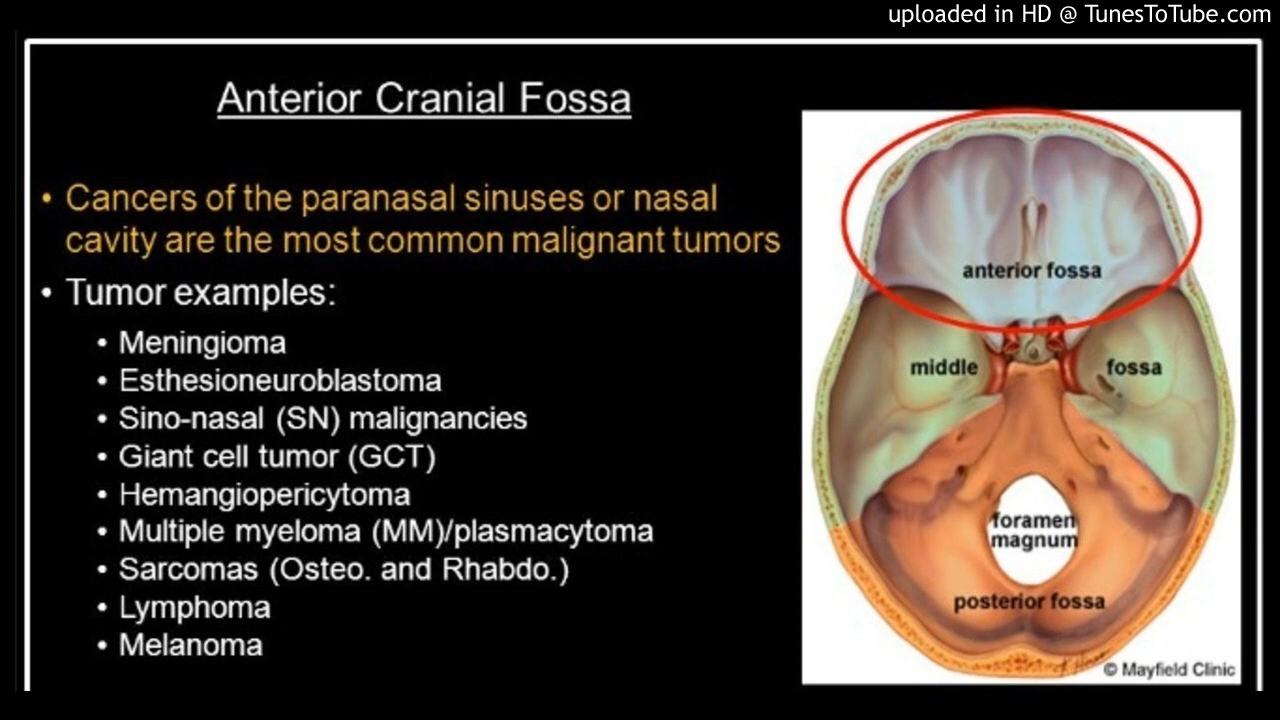 uploaded in HD @ TunesToTube.com
Anterior Cranial Fossa
• Cancers of the paranasal sinuses or nasal
cavity are the most common malignant tumors
• Tumor examples:
• Meningioma
• Esthesioneuroblastoma
• Sino-nasal (SN) malignancies
• Giant cell tumor (GCT)
• Hemangiopericytoma
• Multiple myeloma (MM)/plasmacytoma
• Sarcomas (Osteo. and Rhabdo.)
• Lymphoma
• Melanoma
anterior fossa
middle fossa
foramen
magnum
posterior fossa
© Mayfield Clinic